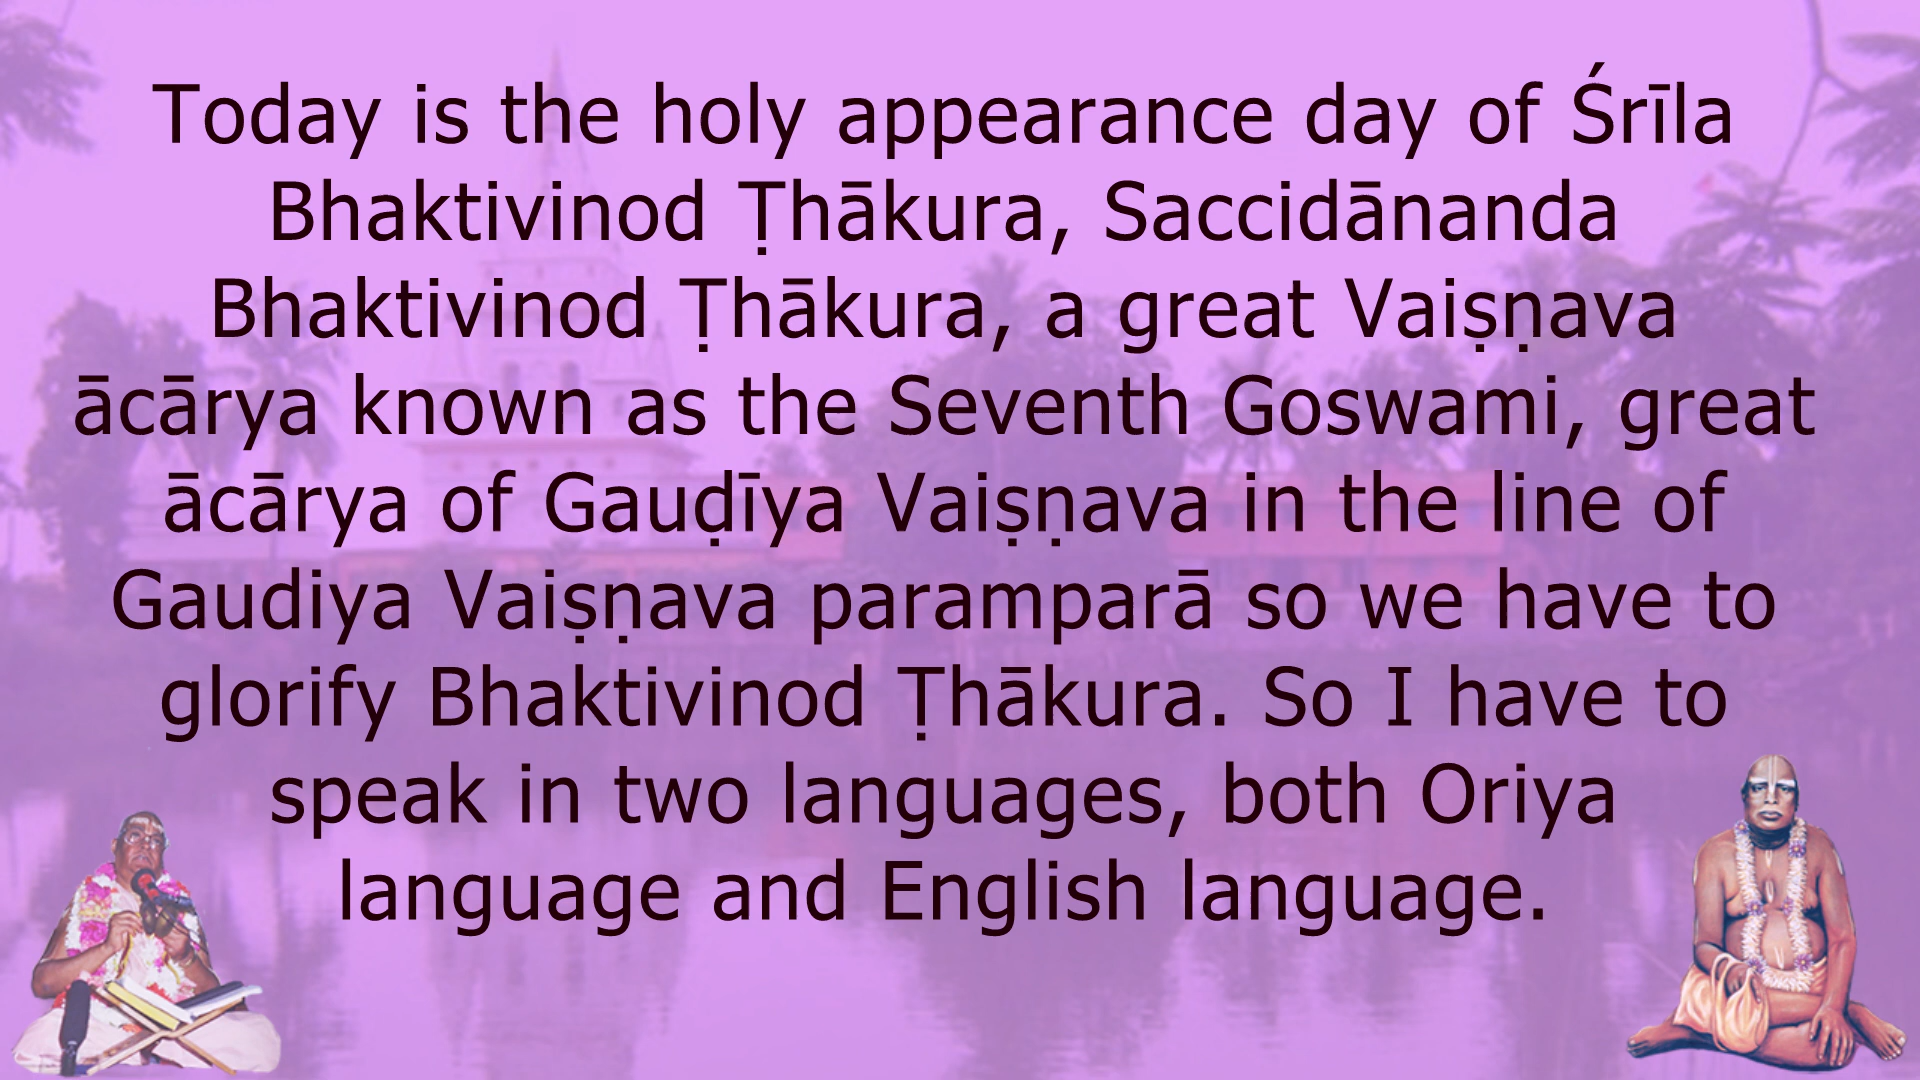 Today is the holy appearance day of Śrīla
Bhaktivinod Ṭhākura, Saccidānanda
Bhaktivinod Ṭhākura, a great Vaiṣṇava
ācārya known as the Seventh Goswami, great
ācārya of Gauḍīya Vaiṣṇava in the line of
Gaudiya Vaiṣṇava paramparā so we have to
glorify Bhaktivinod Ṭhākura. So I have to
speak in two languages, both Oriya
language and English language.